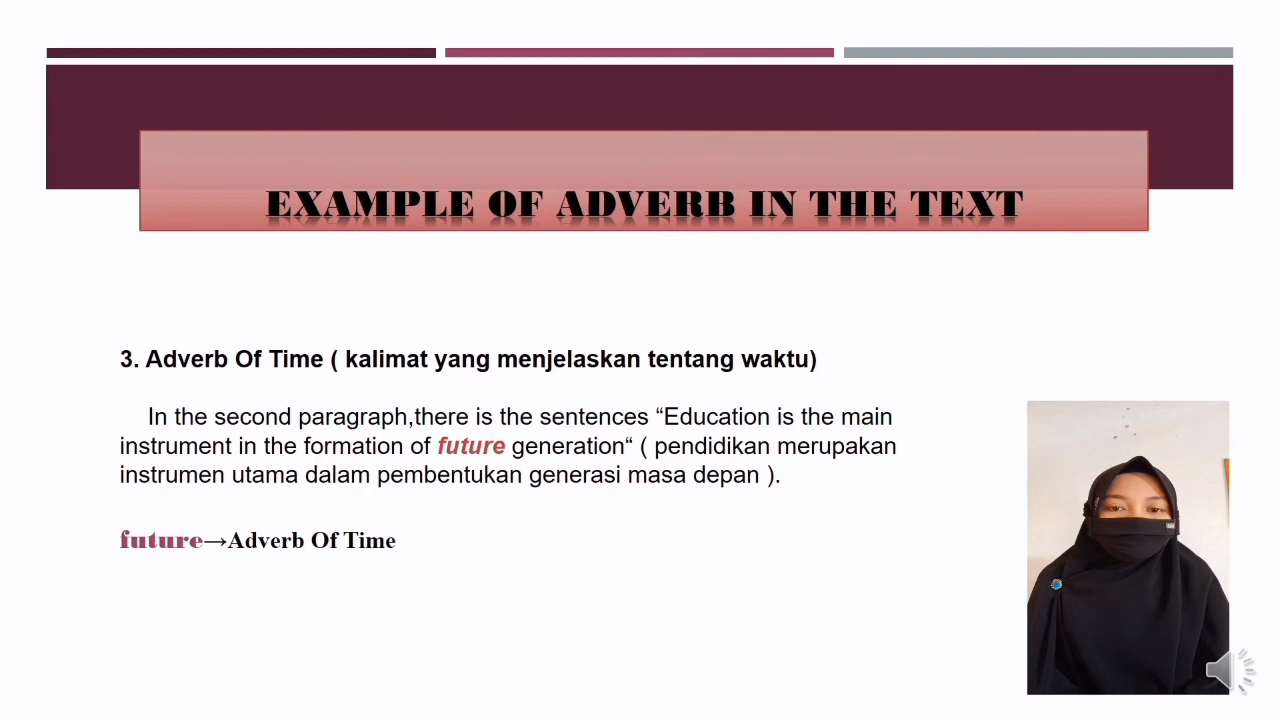 EXAMPLE OF ADVERB IN THE TEXT
3. Adverb Of Time ( kalimat yang menjelaskan tentang waktu)
In the second paragraph,there is the sentences “Education is the main
instrument in the formation of future generation“ ( pendidikan merupakan
instrumen utama dalam pembentukan generasi masa depan ).
future→Adverb Of Time